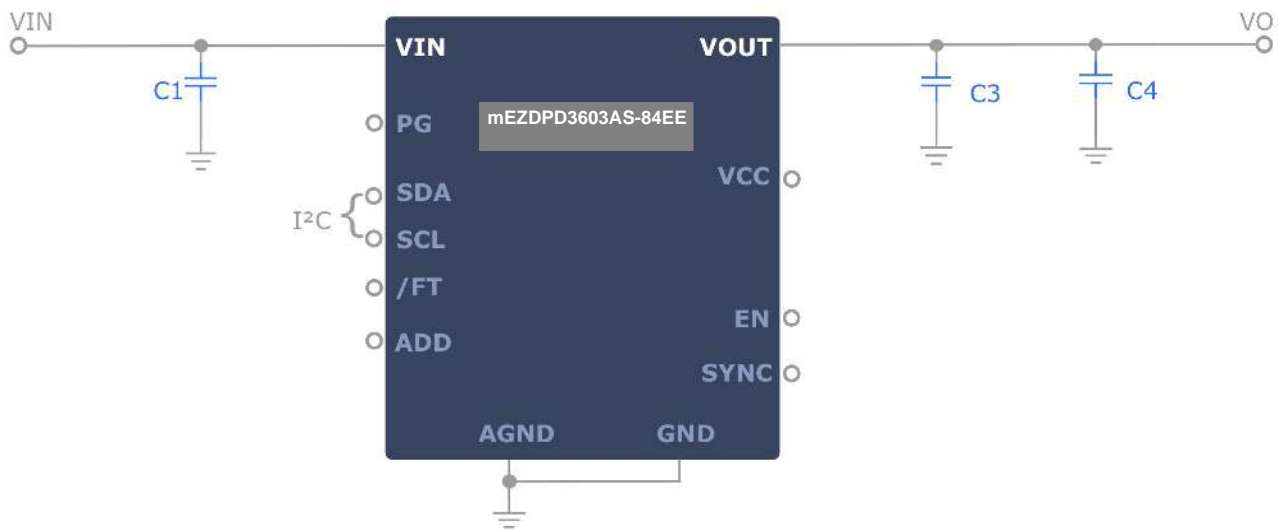 VIN
VO
VIN
VOUT
C1
C3
C4
PG
mEZDPD3603AS-84EE
VCC
SDA
I²C
SCL
/FT
EN
ADD
SYNC
AGND
GND